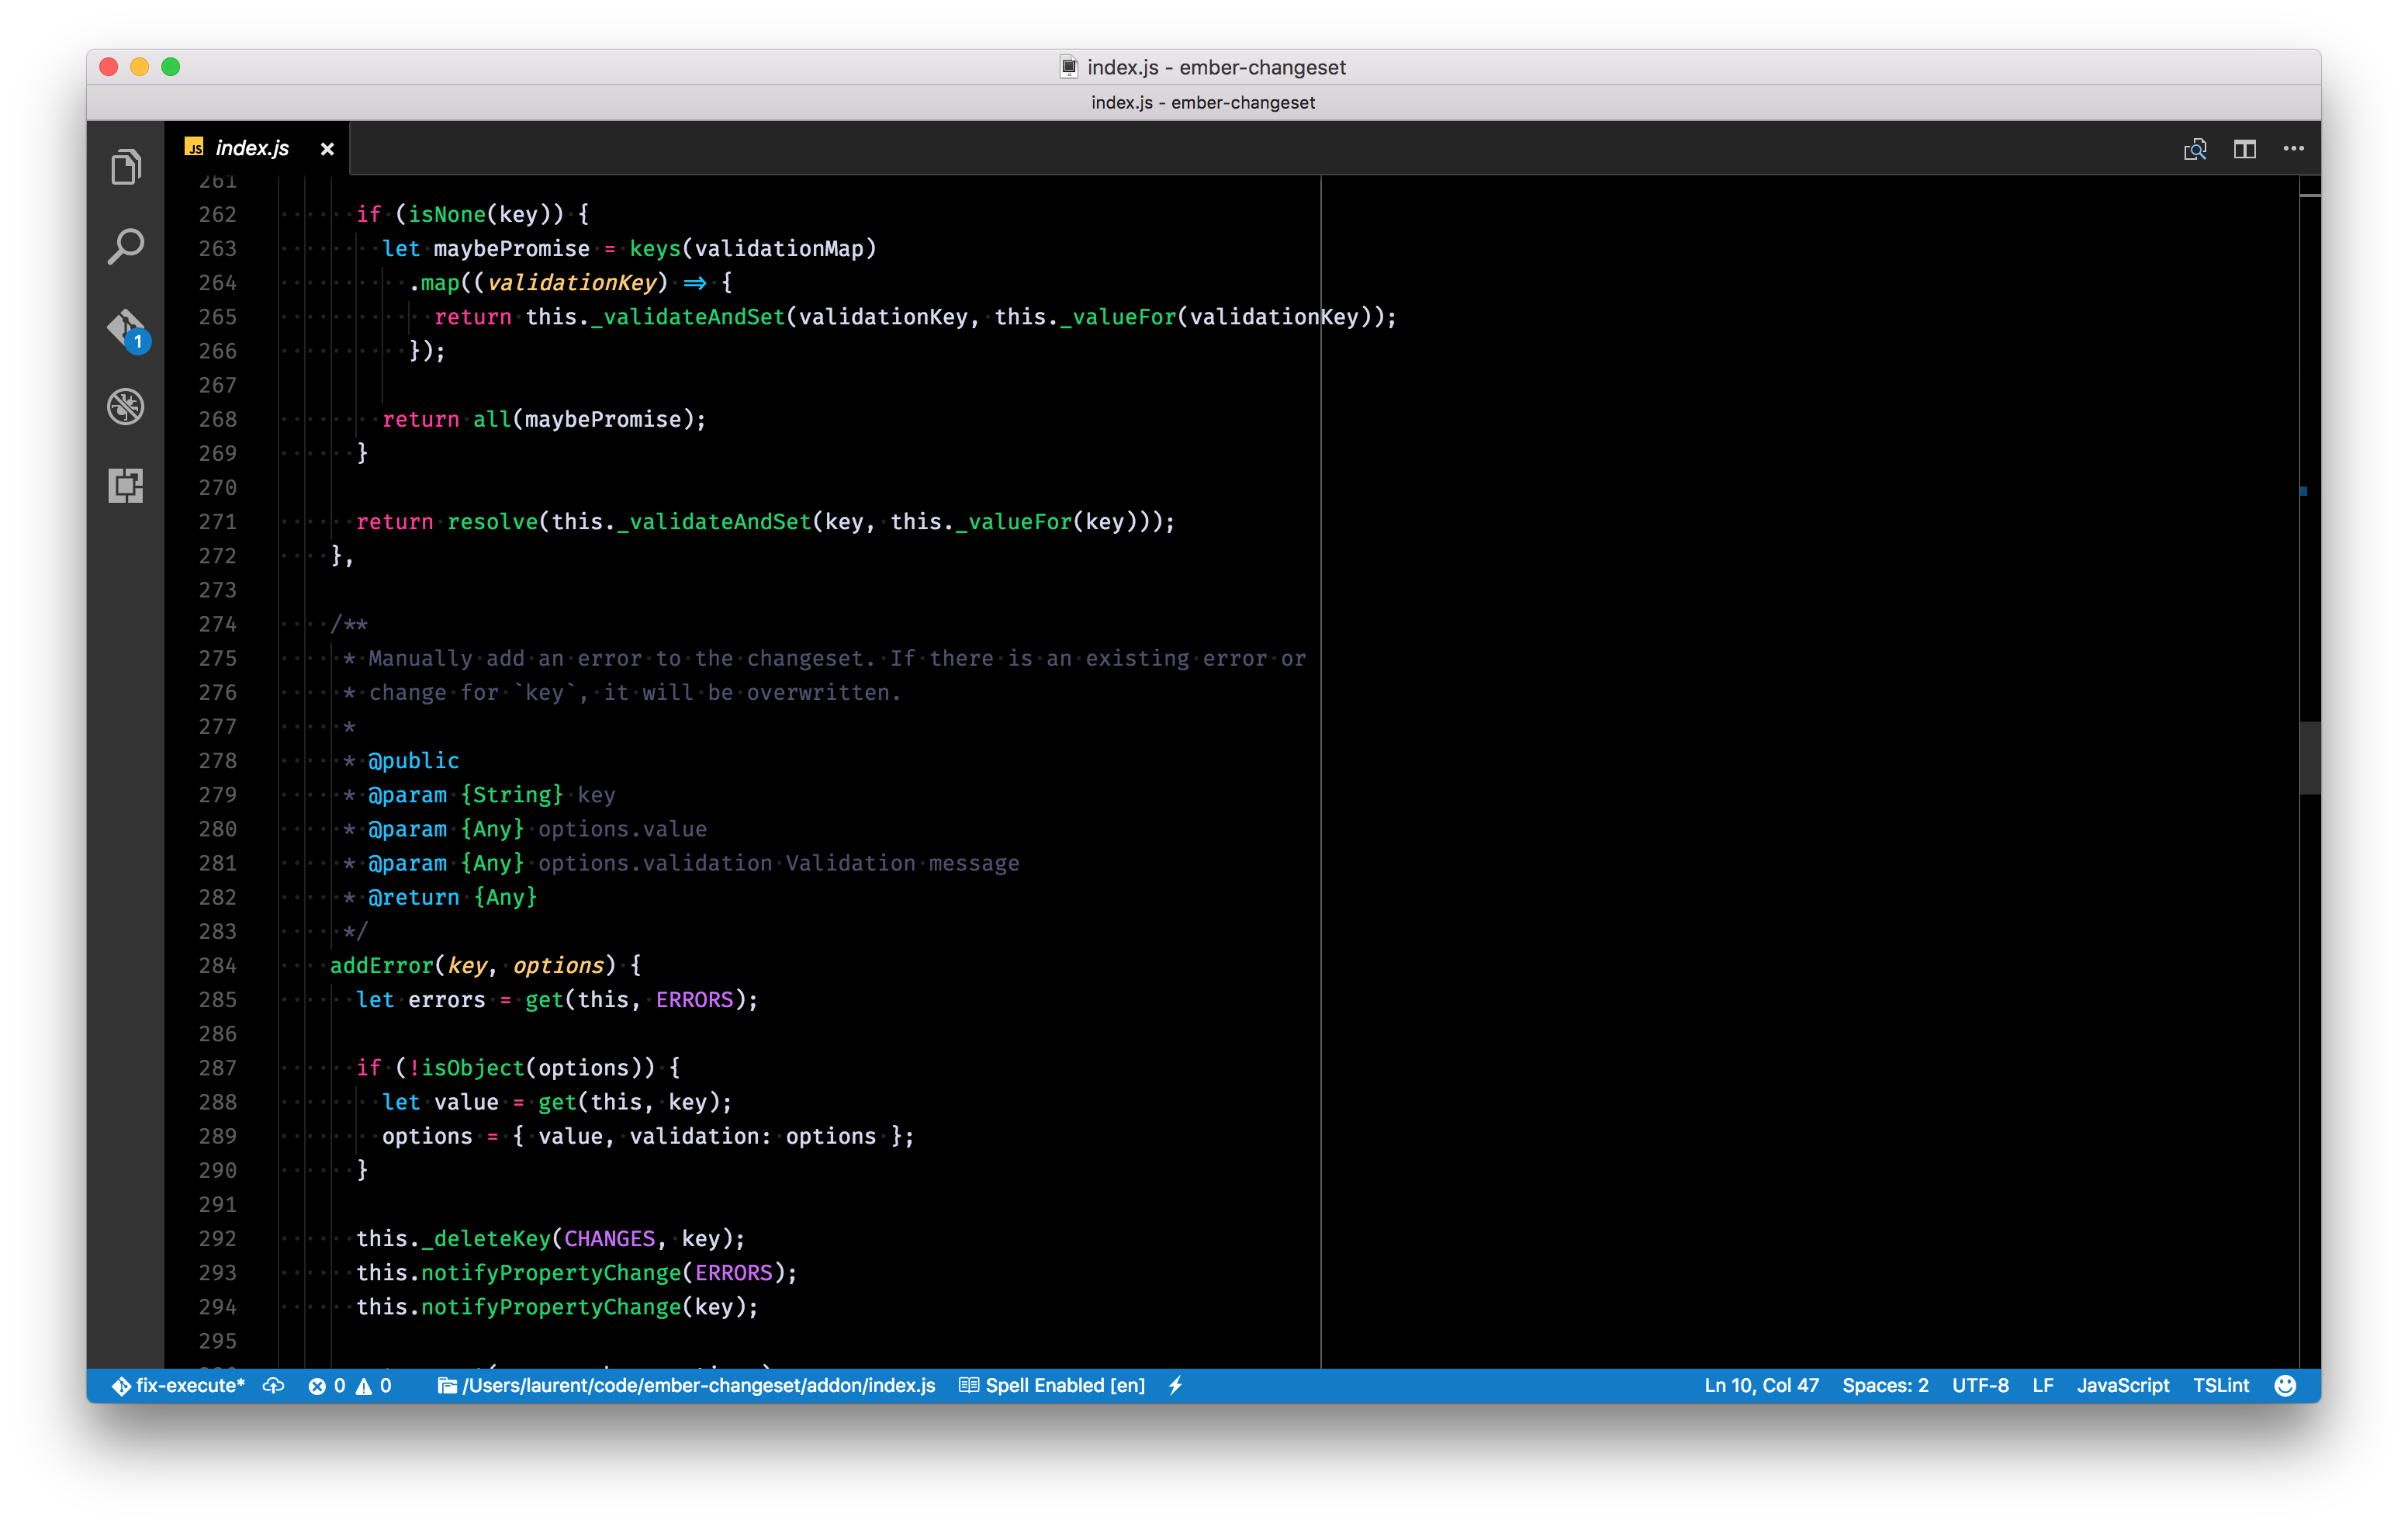 index.js - ember-changeset
index.js - ember-changeset
JS index.js
261
262 if (isNone(key)) {
263 let maybePromise = keys(validationMap)
264 .map((validationKey) => {
265 return this._validateAndSet(validationKey, this._valueFor(validationKey));
266 });
267
268 return all(maybePromise);
269 }
270
271 return resolve(this._validateAndSet(key, this._valueFor(key)));
272 },
273
274 /**
275 * Manually add an error to the changeset. If there is an existing error or
276 * change for `key`, it will be overwritten.
277 *
278 * @public
279 * @param {String} key
280 * @param {Any} options.value
281 * @param {Any} options.validation Validation message
282 * @return {Any}
283 */
284 addError(key, options) {
285 let errors = get(this, ERRORS);
286
287 if (!isObject(options)) {
288 let value = get(this, key);
289 options = { value, validation: options };
290 }
291
292 this._deleteKey(CHANGES, key);
293 this.notifyPropertyChange(ERRORS);
294 this.notifyPropertyChange(key);
295
1
fix-execute* 0 0 /Users/laurent/code/ember-changeset/addon/index.js Spell Enabled [en] Ln 10, Col 47 Spaces: 2 UTF-8 LF JavaScript TSLint